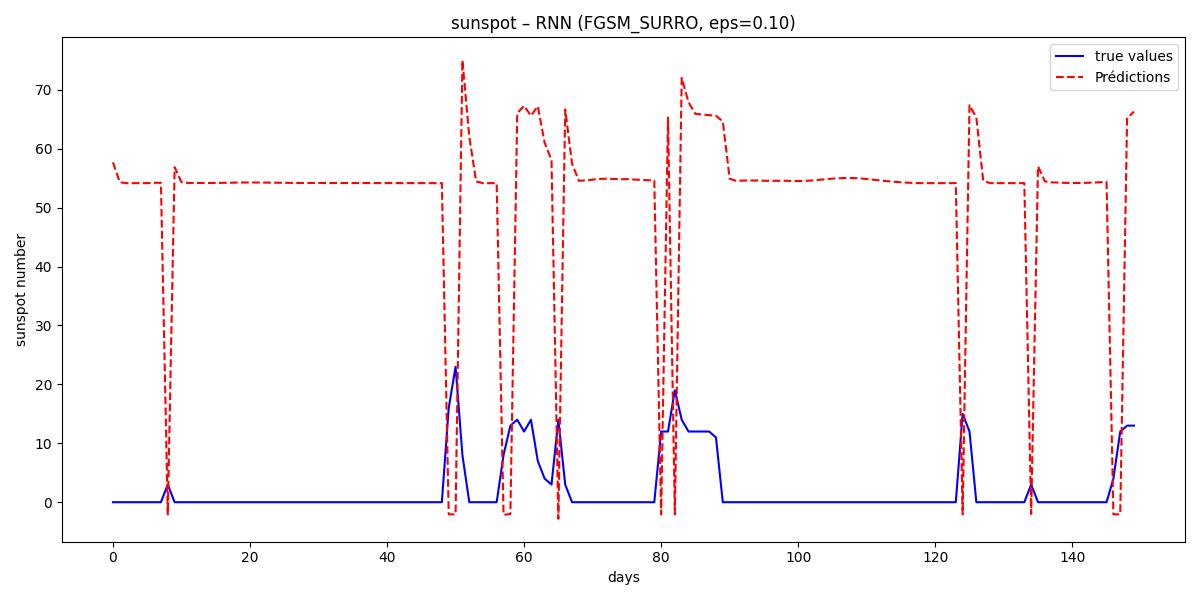 sunspot – RNN (FGSM_SURRO, eps=0.10)
true values
Prédictions
70
60
50
40
30
20
10
0
sunspot number
0 20 40 60 80 100 120 140
days